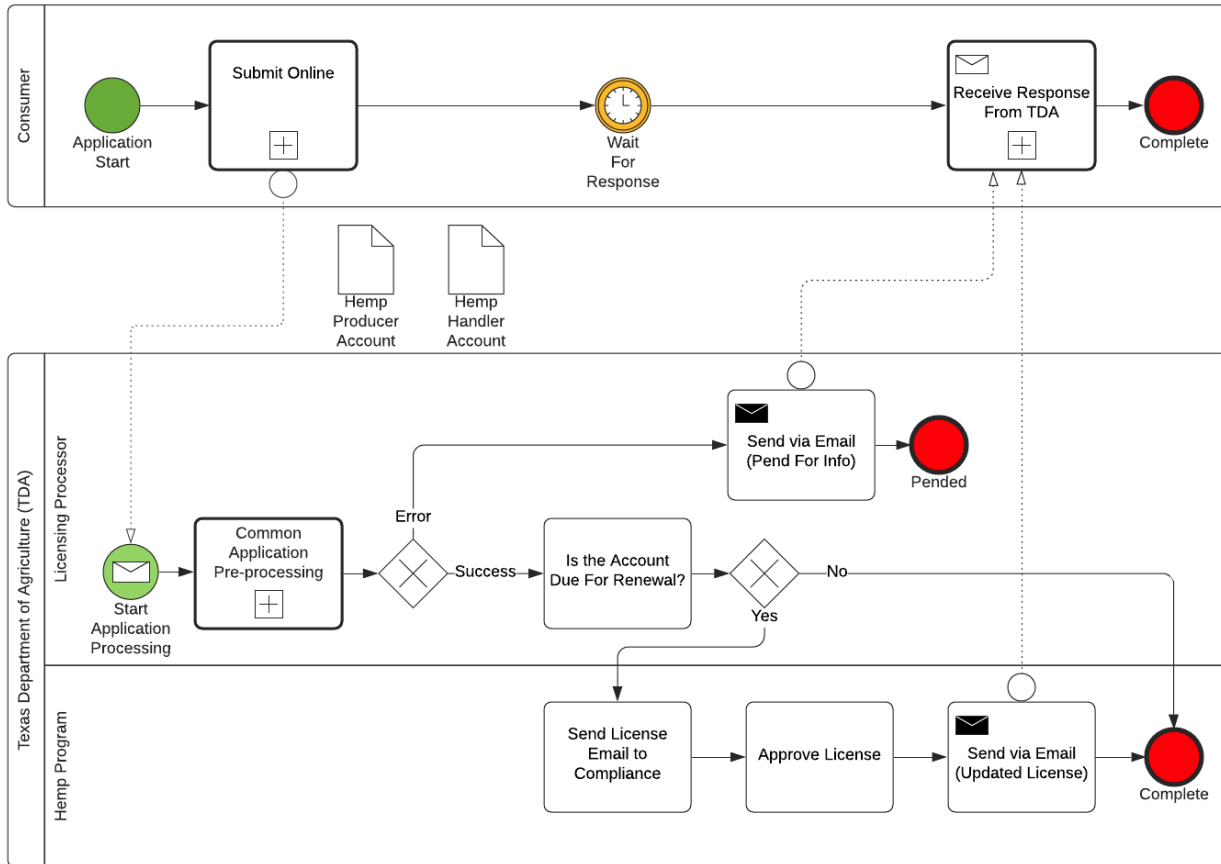 Consumer
Submit Online
Application
Start
Wait
For
Response
Receive Response
From TDA
Complete
Hemp
Producer
Account
Hemp
Handler
Account
Texas Department of Agriculture (TDA)
Licensing Processor
Send via Email
(Pend For Info)
Pended
Error
Common
Application
Pre-processing
Success
Is the Account
Due For Renewal?
No
Yes
Start
Application
Processing
Hemp Program
Send License
Email to
Compliance
Approve License
Send via Email
(Updated License)
Complete